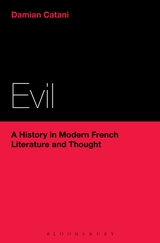 Damian Catani
Evil
A History in Modern French
Literature and Thought
BLOOMSBURY